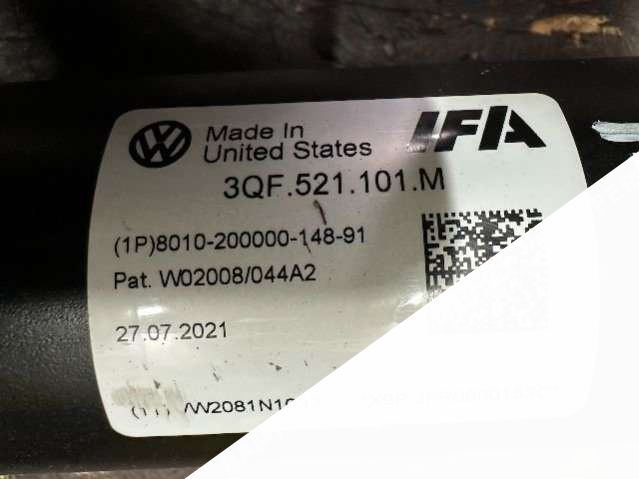 Made In
United States
IFA
3QF.521.101.M
(1P)8010-200000-148-91
Pat. W02008/044A2
27.07.2021